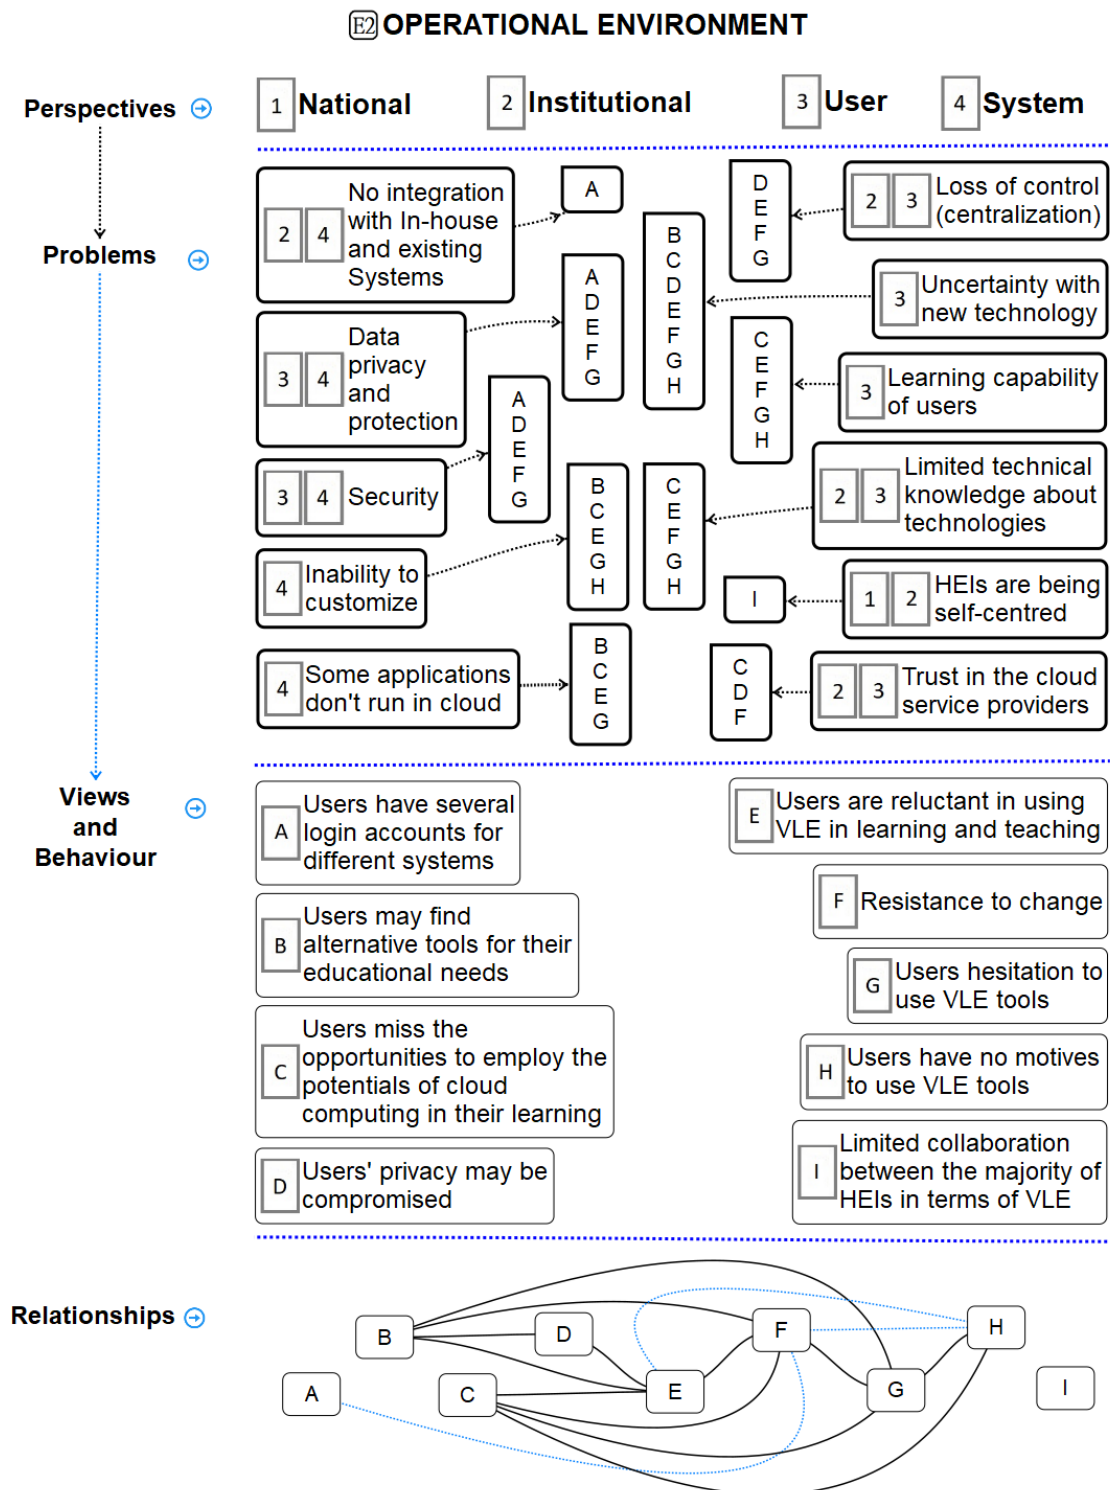 E2 OPERATIONAL ENVIRONMENT
Perspectives
1 National
2 Institutional
3 User
4 System
Problems
2 4
No integration
with In-house
and existing
Systems
A
D
E
F
G
2 3
Loss of control
(centralization)
B
C
D
E
F
G
H
3
Uncertainty with
new technology
A
D
E
F
G
3 4
Data
privacy
and
protection
C
E
F
G
H
3
Learning capability
of users
A
D
E
F
G
3 4
Security
B
C
E
G
H
C
E
F
G
H
2 3
Limited technical
knowledge about
technologies
4
Inability to
customize
I
1 2
HEIs are being
self-centred
4
Some applications
don't run in cloud
B
C
E
G
C
D
F
2 3
Trust in the cloud
service providers
Views
and
Behaviour
A
Users have several
login accounts for
different systems
B
Users may find
alternative tools for their
educational needs
C
Users miss the
opportunities to employ the
potentials of cloud
computing in their learning
D
Users' privacy may be
compromised
E
Users are reluctant in using
VLE in learning and teaching
F
Resistance to change
G
Users hesitation to
use VLE tools
H
Users have no motives
to use VLE tools
I
Limited collaboration
between the majority of
HEIs in terms of VLE
Relationships
B
D
F
H
A
C
E
G
I